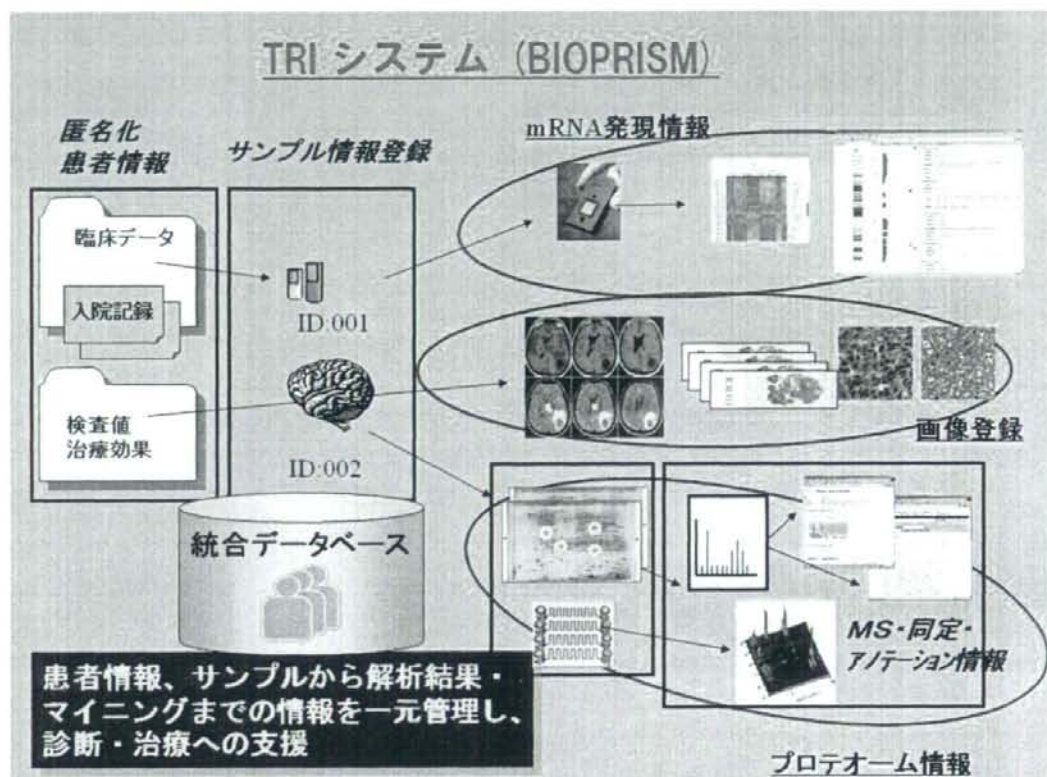 TRI システム (BIOPRISM)
匿名化
患者情報
サンプル情報登録
mRNA発現情報
臨床データ
入院記録
ID:001
検査値
治療効果
ID:002
画像登録
統合データベース
MS・同定・
アノテーション情報
患者情報、サンプルから解析結果・
マイニングまでの情報を一元管理し、
診断・治療への支援
プロテオーム情報